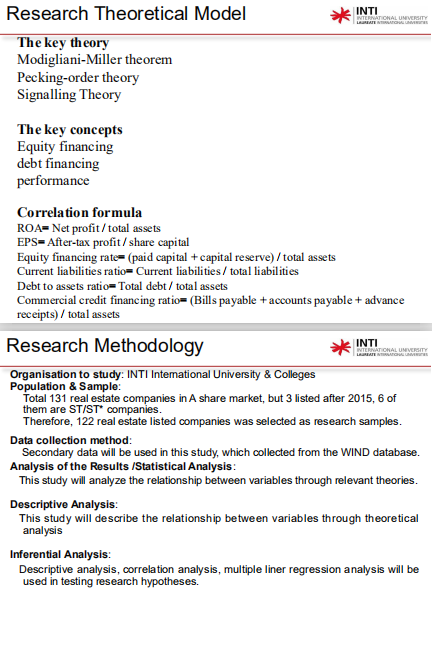 Research Theoretical Model
INTI
INTERNATIONAL UNIVERSITY
LAUREATE INTERNATIONAL UNIVERSITIES
The key theory
Modigliani-Miller theorem
Pecking-order theory
Signalling Theory
The key concepts
Equity financing
debt financing
performance
Correlation formula
ROA= Net profit / total assets
EPS= After-tax profit / share capital
Equity financing rate= (paid capital + capital reserve) / total assets
Current liabilities ratio= Current liabilities / total liabilities
Debt to assets ratio= Total debt / total assets
Commercial credit financing ratio= (Bills payable + accounts payable + advance
receipts) / total assets
Research Methodology
INTI
INTERNATIONAL UNIVERSITY
LAUREATE INTERNATIONAL UNIVERSITIES
Organisation to study: INTI International University & Colleges
Population & Sample:
Total 131 real estate companies in A share market, but 3 listed after 2015, 6 of
them are ST/ST* companies.
Therefore, 122 real estate listed companies was selected as research samples.
Data collection method:
Secondary data will be used in this study, which collected from the WIND database.
Analysis of the Results /Statistical Analysis:
This study will analyze the relationship between variables through relevant theories.
Descriptive Analysis:
This study will describe the relationship between variables through theoretical
analysis
Inferential Analysis:
Descriptive analysis, correlation analysis, multiple liner regression analysis will be
used in testing research hypotheses.